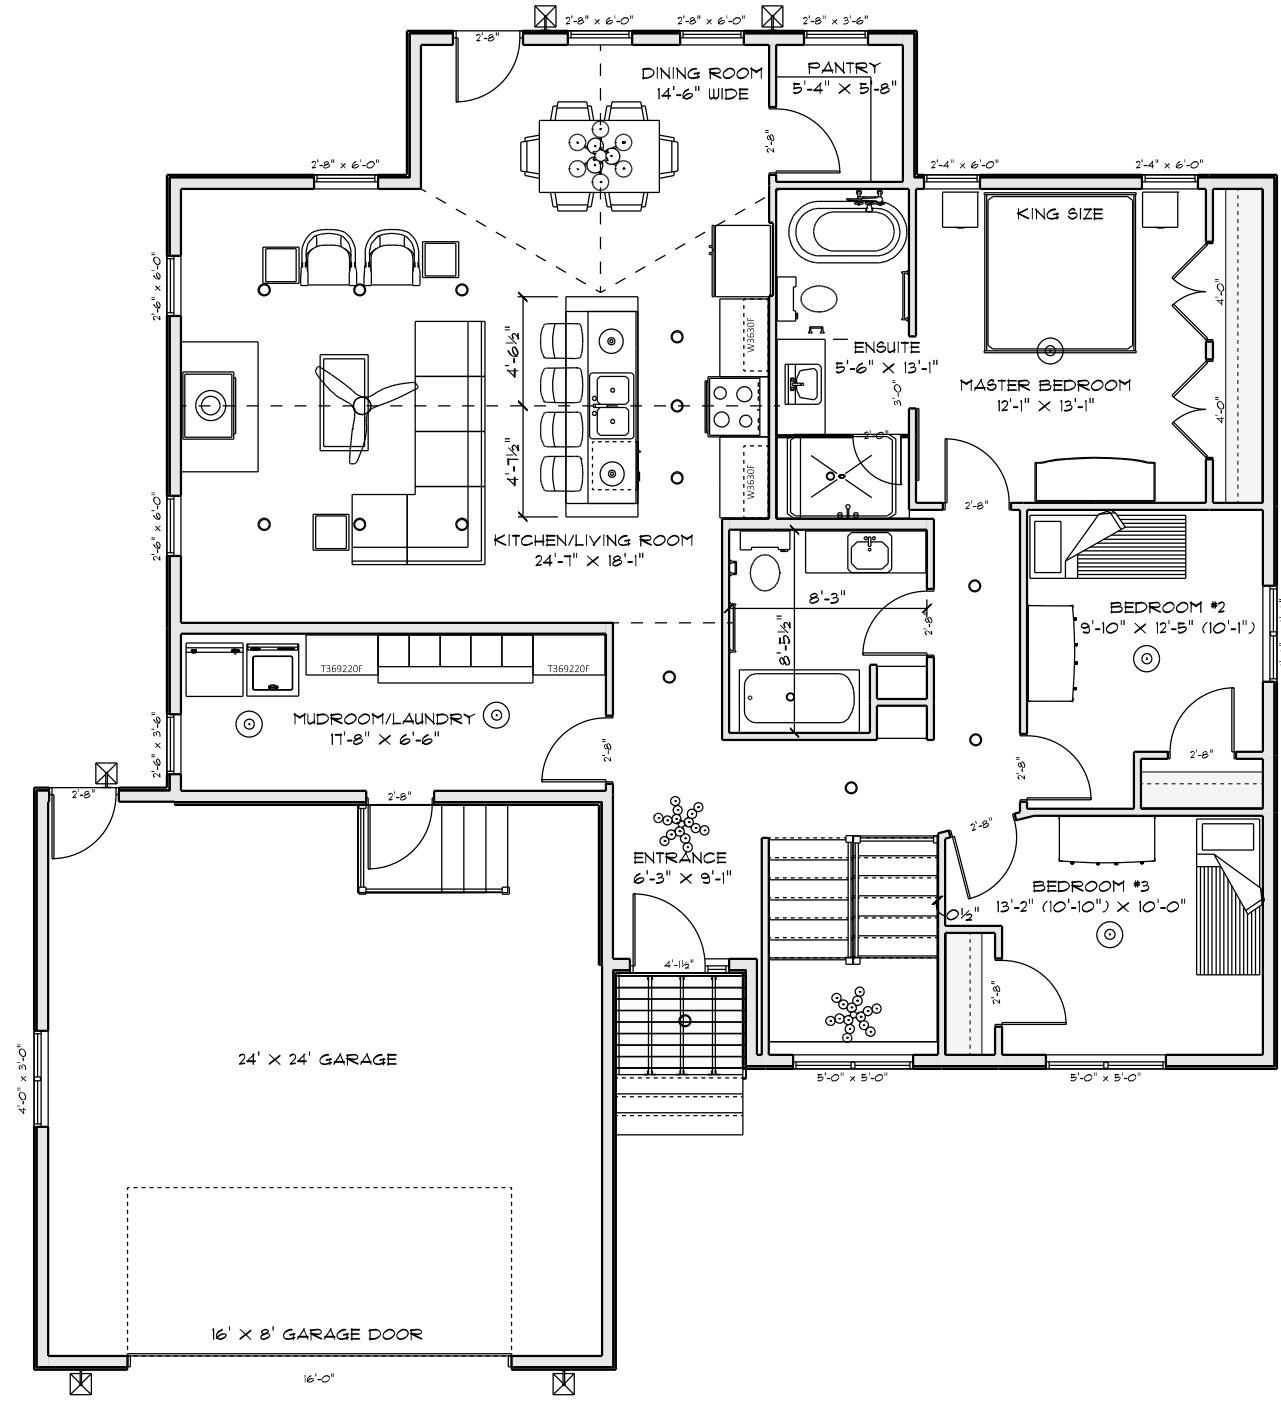 2'-8" x 6'-0"
2'-8" x 6'-0"
2'-8" x 3'-6"
2'-8"
DINING ROOM
14'-6" WIDE
PANTRY
5'-4" X 5'-8"
2'-8"
2'-8" x 6'-0"
2'-4" x 6'-0"
2'-4" x 6'-0"
KING SIZE
2'-6" x 6'-0"
4'-0"
4'-6½"
W3630F
ENSUITE
5'-6" X 13'-1"
3'-0"
MASTER BEDROOM
12'-1" X 13'-1"
4'-0"
2'-0"
4'-7½"
W3630F
2'-6" x 6'-0"
2'-8"
KITCHEN/LIVING ROOM
24'-7" X 18'-1"
8'-3"
8'-5½"
2'-8"
BEDROOM #2
9'-10" X 12'-5" (10'-1")
T369220F
T369220F
MUDROOM/LAUNDRY
17'-8" X 6'-6"
2'-6" x 3'-6"
2'-8"
2'-8"
2'-8"
2'-8"
2'-8"
2'-8"
ENTRANCE
6'-3" X 9'-1"
BEDROOM #3
13'-2" (10'-10") X 10'-0"
0½"
4'-1½"
2'-8"
24' X 24' GARAGE
4'-0" x 3'-0"
5'-0" x 5'-0"
5'-0" x 5'-0"
16' X 8' GARAGE DOOR
16'-0"